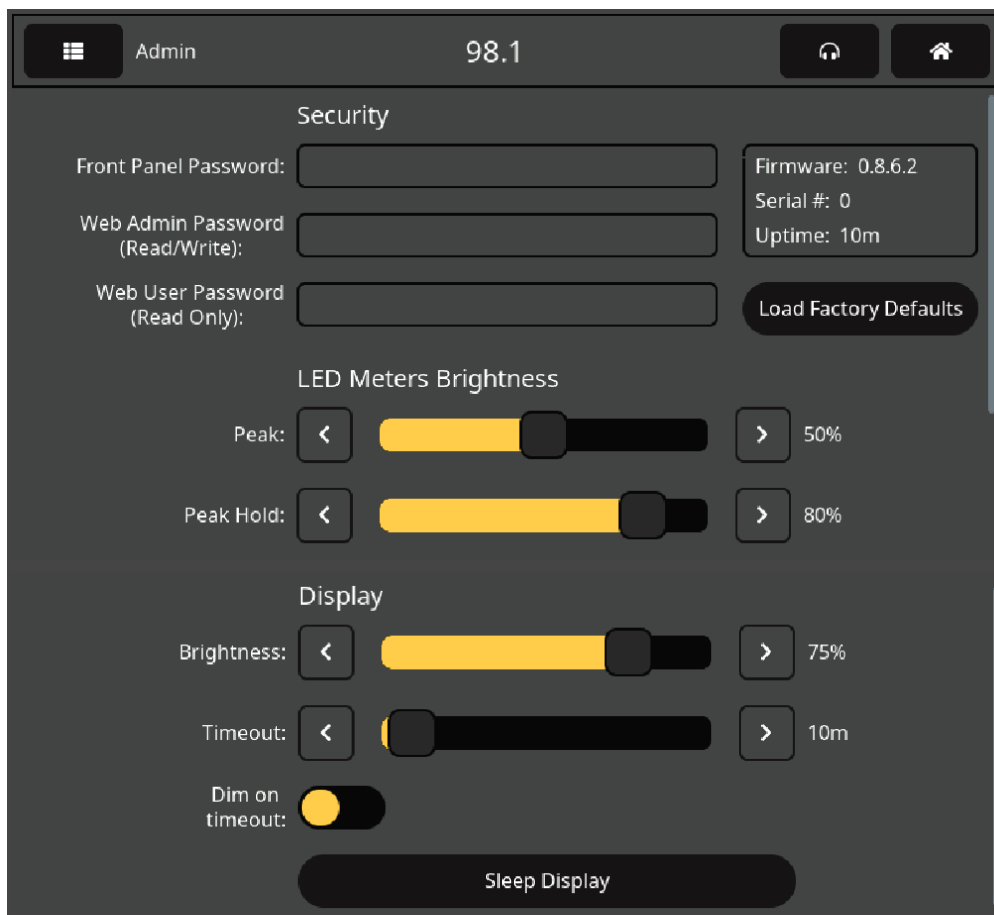 Admin
98.1
Security
Front Panel Password:
Firmware: 0.8.6.2
Serial #: 0
Uptime: 10m
Web Admin Password
(Read/Write):
Web User Password
(Read Only):
Load Factory Defaults
LED Meters Brightness
Peak:
50%
Peak Hold:
80%
Display
Brightness:
75%
Timeout:
10m
Dim on
timeout:
Sleep Display